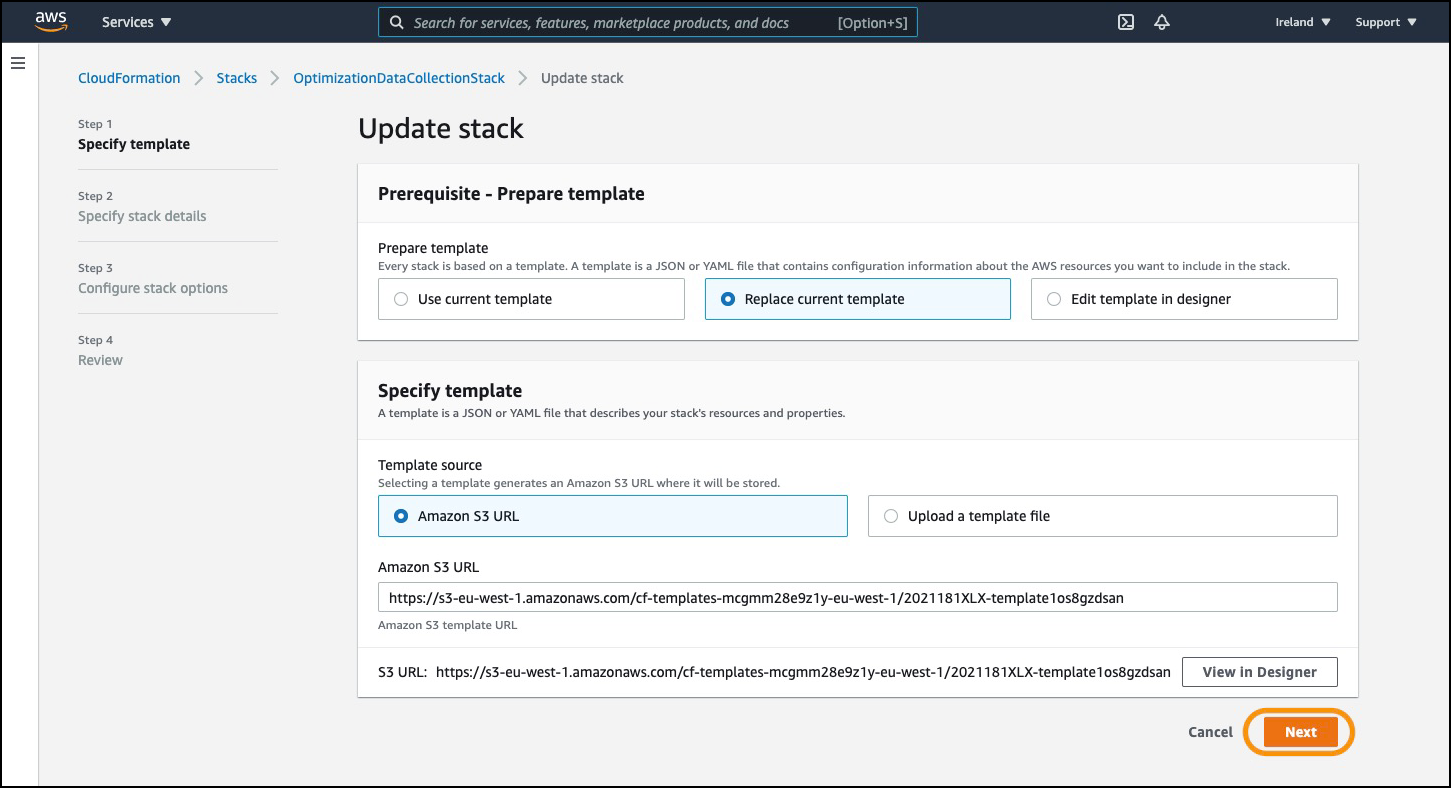 aws
Services
Search for services, features, marketplace products, and docs [Option+S]
Ireland
Support
CloudFormation > Stacks > OptimizationDataCollectionStack > Update stack
Step 1
Specify template
Step 2
Specify stack details
Step 3
Configure stack options
Step 4
Review
Update stack
Prerequisite - Prepare template
Prepare template
Every stack is based on a template. A template is a JSON or YAML file that contains configuration information about the AWS resources you want to include in the stack.
Use current template
Replace current template
Edit template in designer
Specify template
A template is a JSON or YAML file that describes your stack's resources and properties.
Template source
Selecting a template generates an Amazon S3 URL where it will be stored.
Amazon S3 URL
Upload a template file
Amazon S3 URL
https://s3-eu-west-1.amazonaws.com/cf-templates-mcgmm28e9z1y-eu-west-1/2021181XLX-template1os8gzdsan
Amazon S3 template URL
S3 URL: https://s3-eu-west-1.amazonaws.com/cf-templates-mcgmm28e9z1y-eu-west-1/2021181XLX-template1os8gzdsan
View in Designer
Cancel
Next